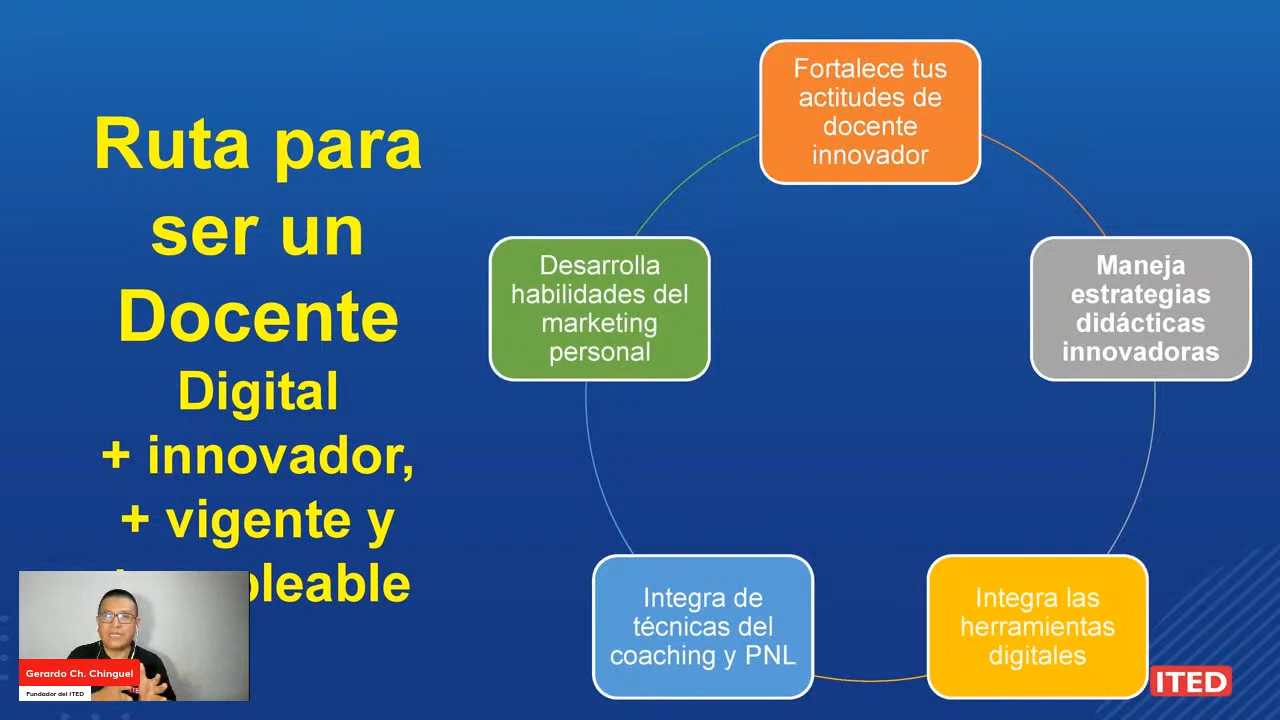 Ruta para
ser un
Docente
Digital
+ innovador,
+ vigente y
Fortalece tus
actitudes de
docente
innovador
Maneja
estrategias
didácticas
innovadoras
Integra las
herramientas
digitales
Integra de
técnicas del
coaching y PNL
Desarrolla
habilidades del
marketing
personal
Gerardo Ch. Chinguel
Fundador del ITED
ITED
ITED